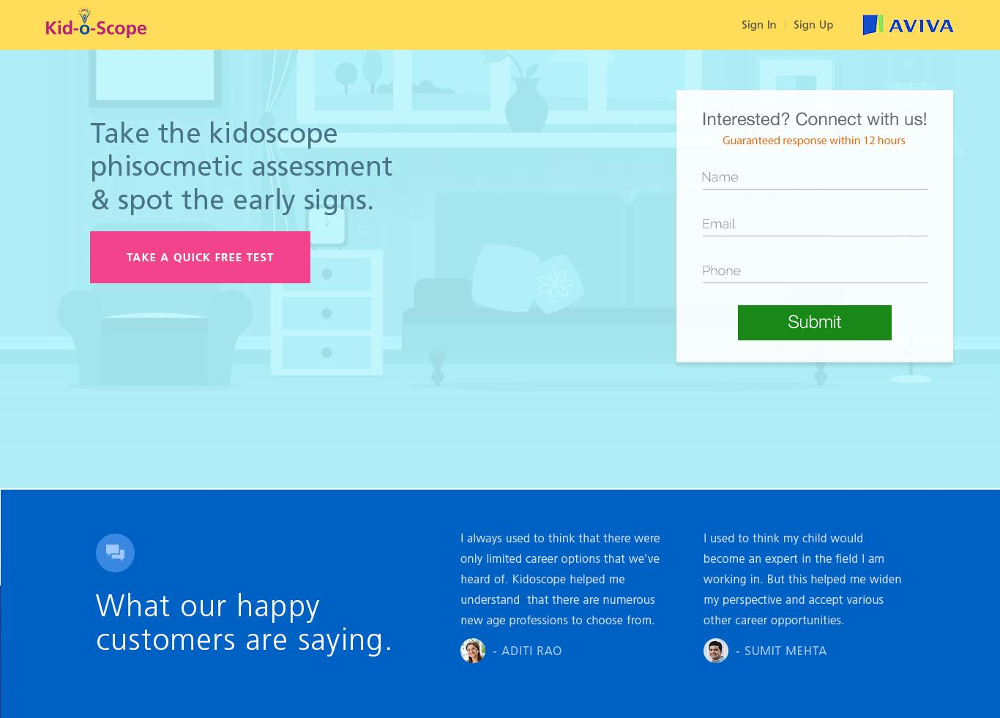 Kid-o-Scope
Sign In
Sign Up
AVIVA
Take the kidoscope
phisocmetic assessment
& spot the early signs.
TAKE A QUICK FREE TEST
Interested? Connect with us!
Guaranteed response within 12 hours
Name
Email
Phone
Submit
What our happy
customers are saying.
I always used to think that there were
only limited career options that we've
heard of. Kidoscope helped me
understand  that there are numerous
new age professions to choose from.
- ADITI RAO
I used to think my child would
become an expert in the field I am
working in. But this helped me widen
my perspective and accept various
other career opportunities.
- SUMIT MEHTA